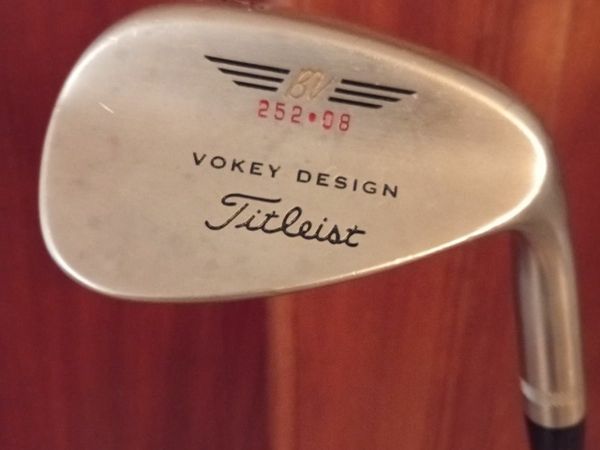 BV
252•08
VOKEY DESIGN
Titleist